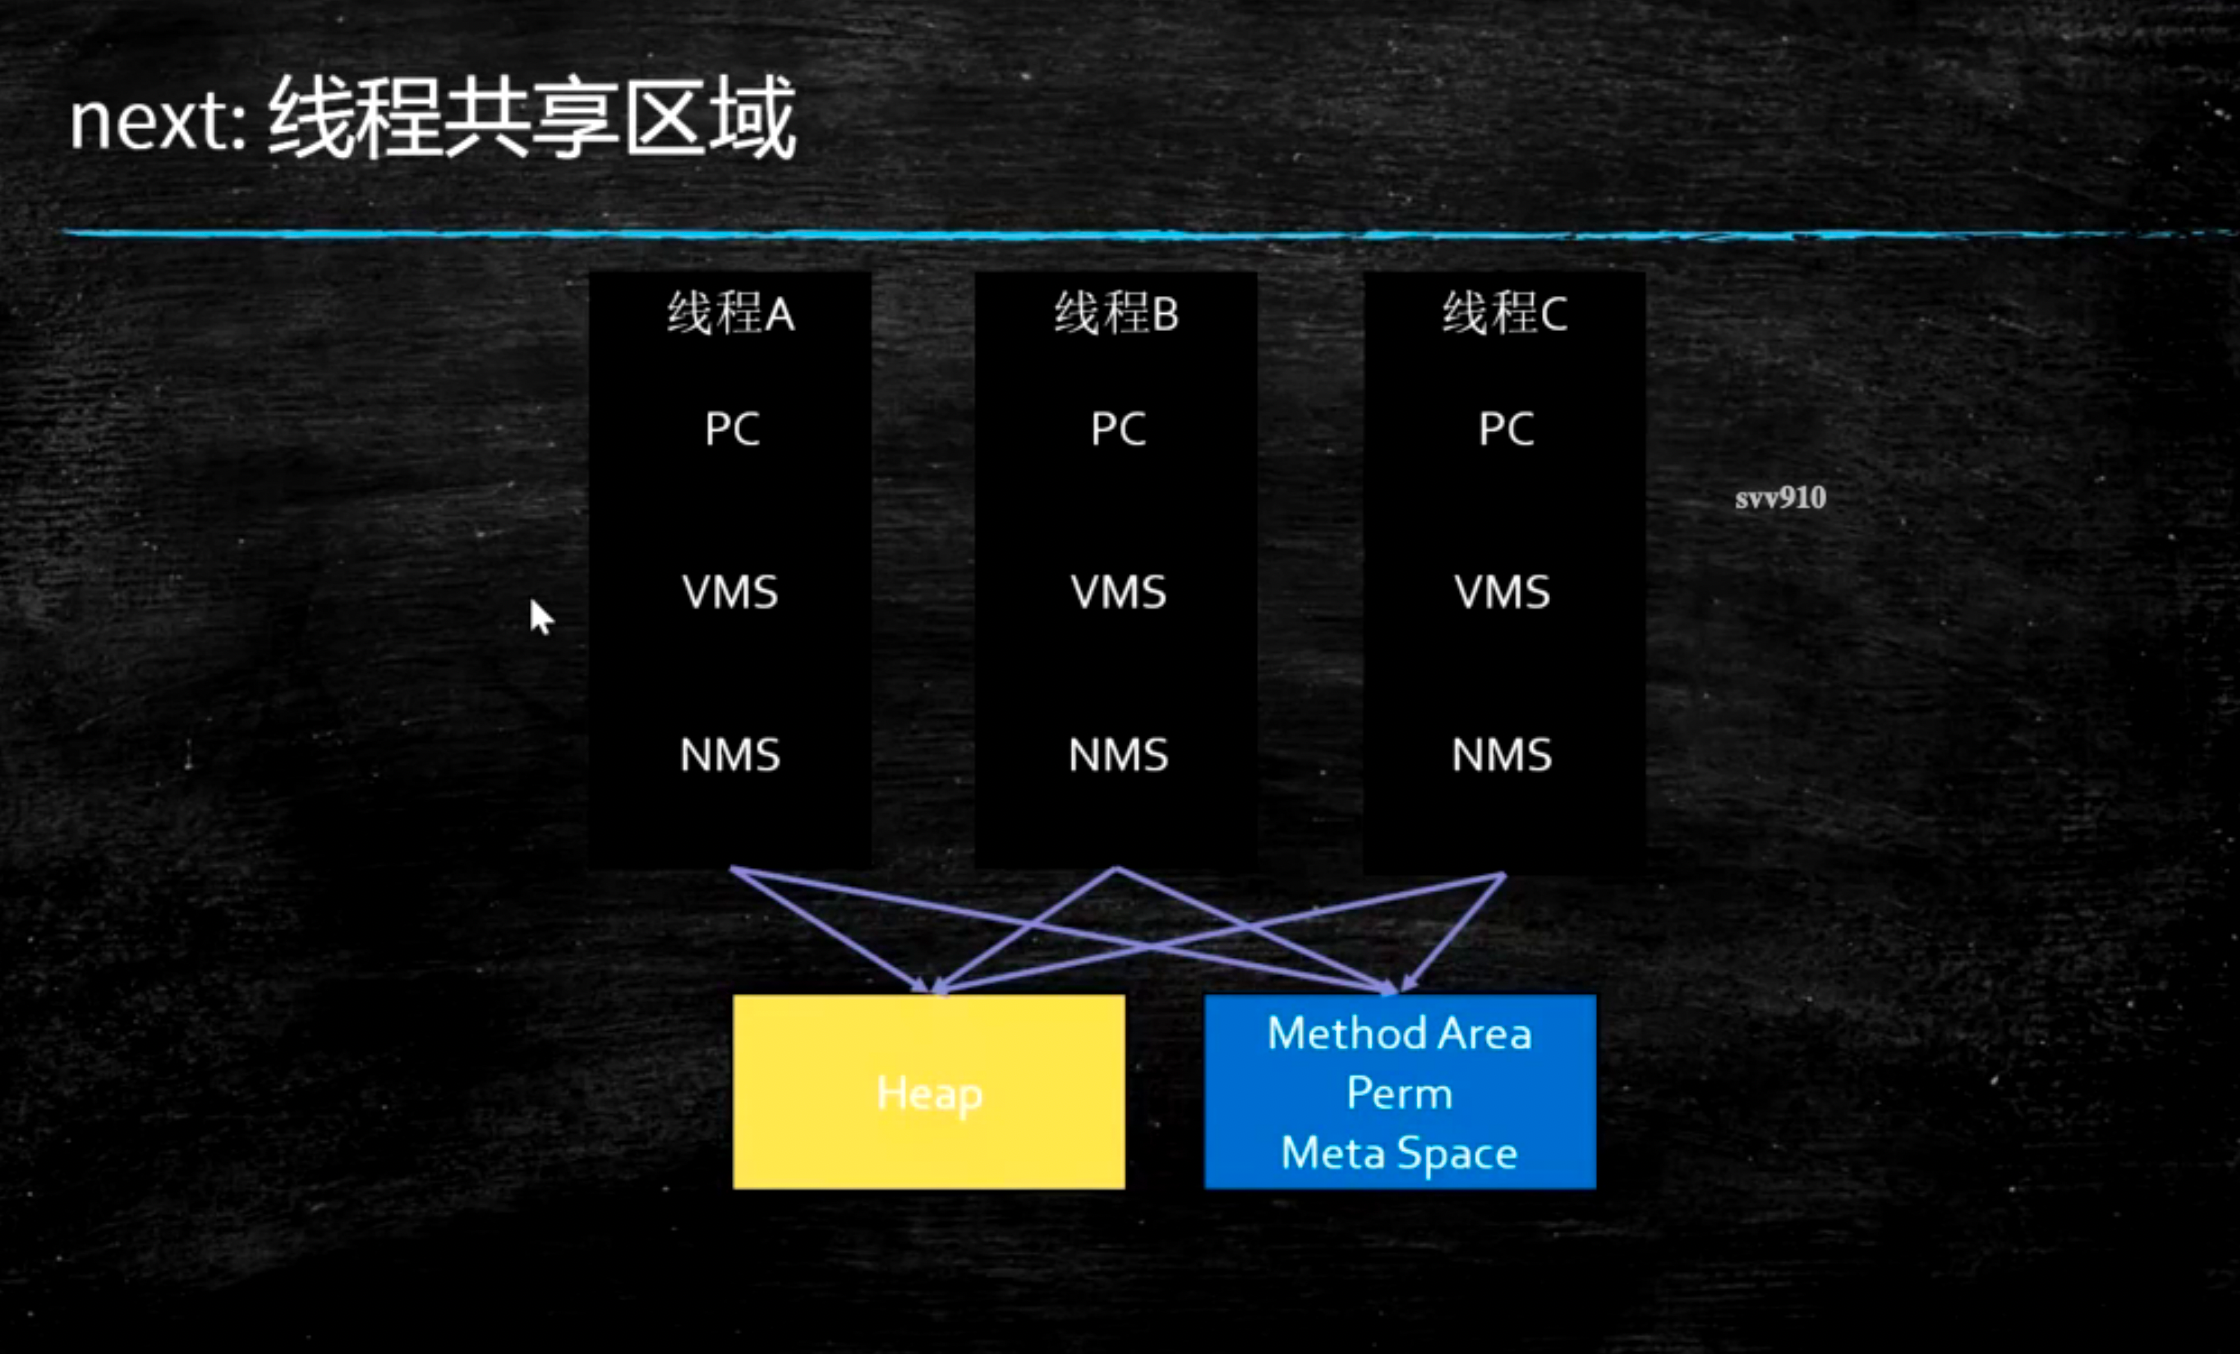 next: 线程共享区域
线程A
PC
VMS
NMS
线程B
PC
VMS
NMS
线程C
PC
VMS
NMS
svv910
Heap
Method Area
Perm
Meta Space